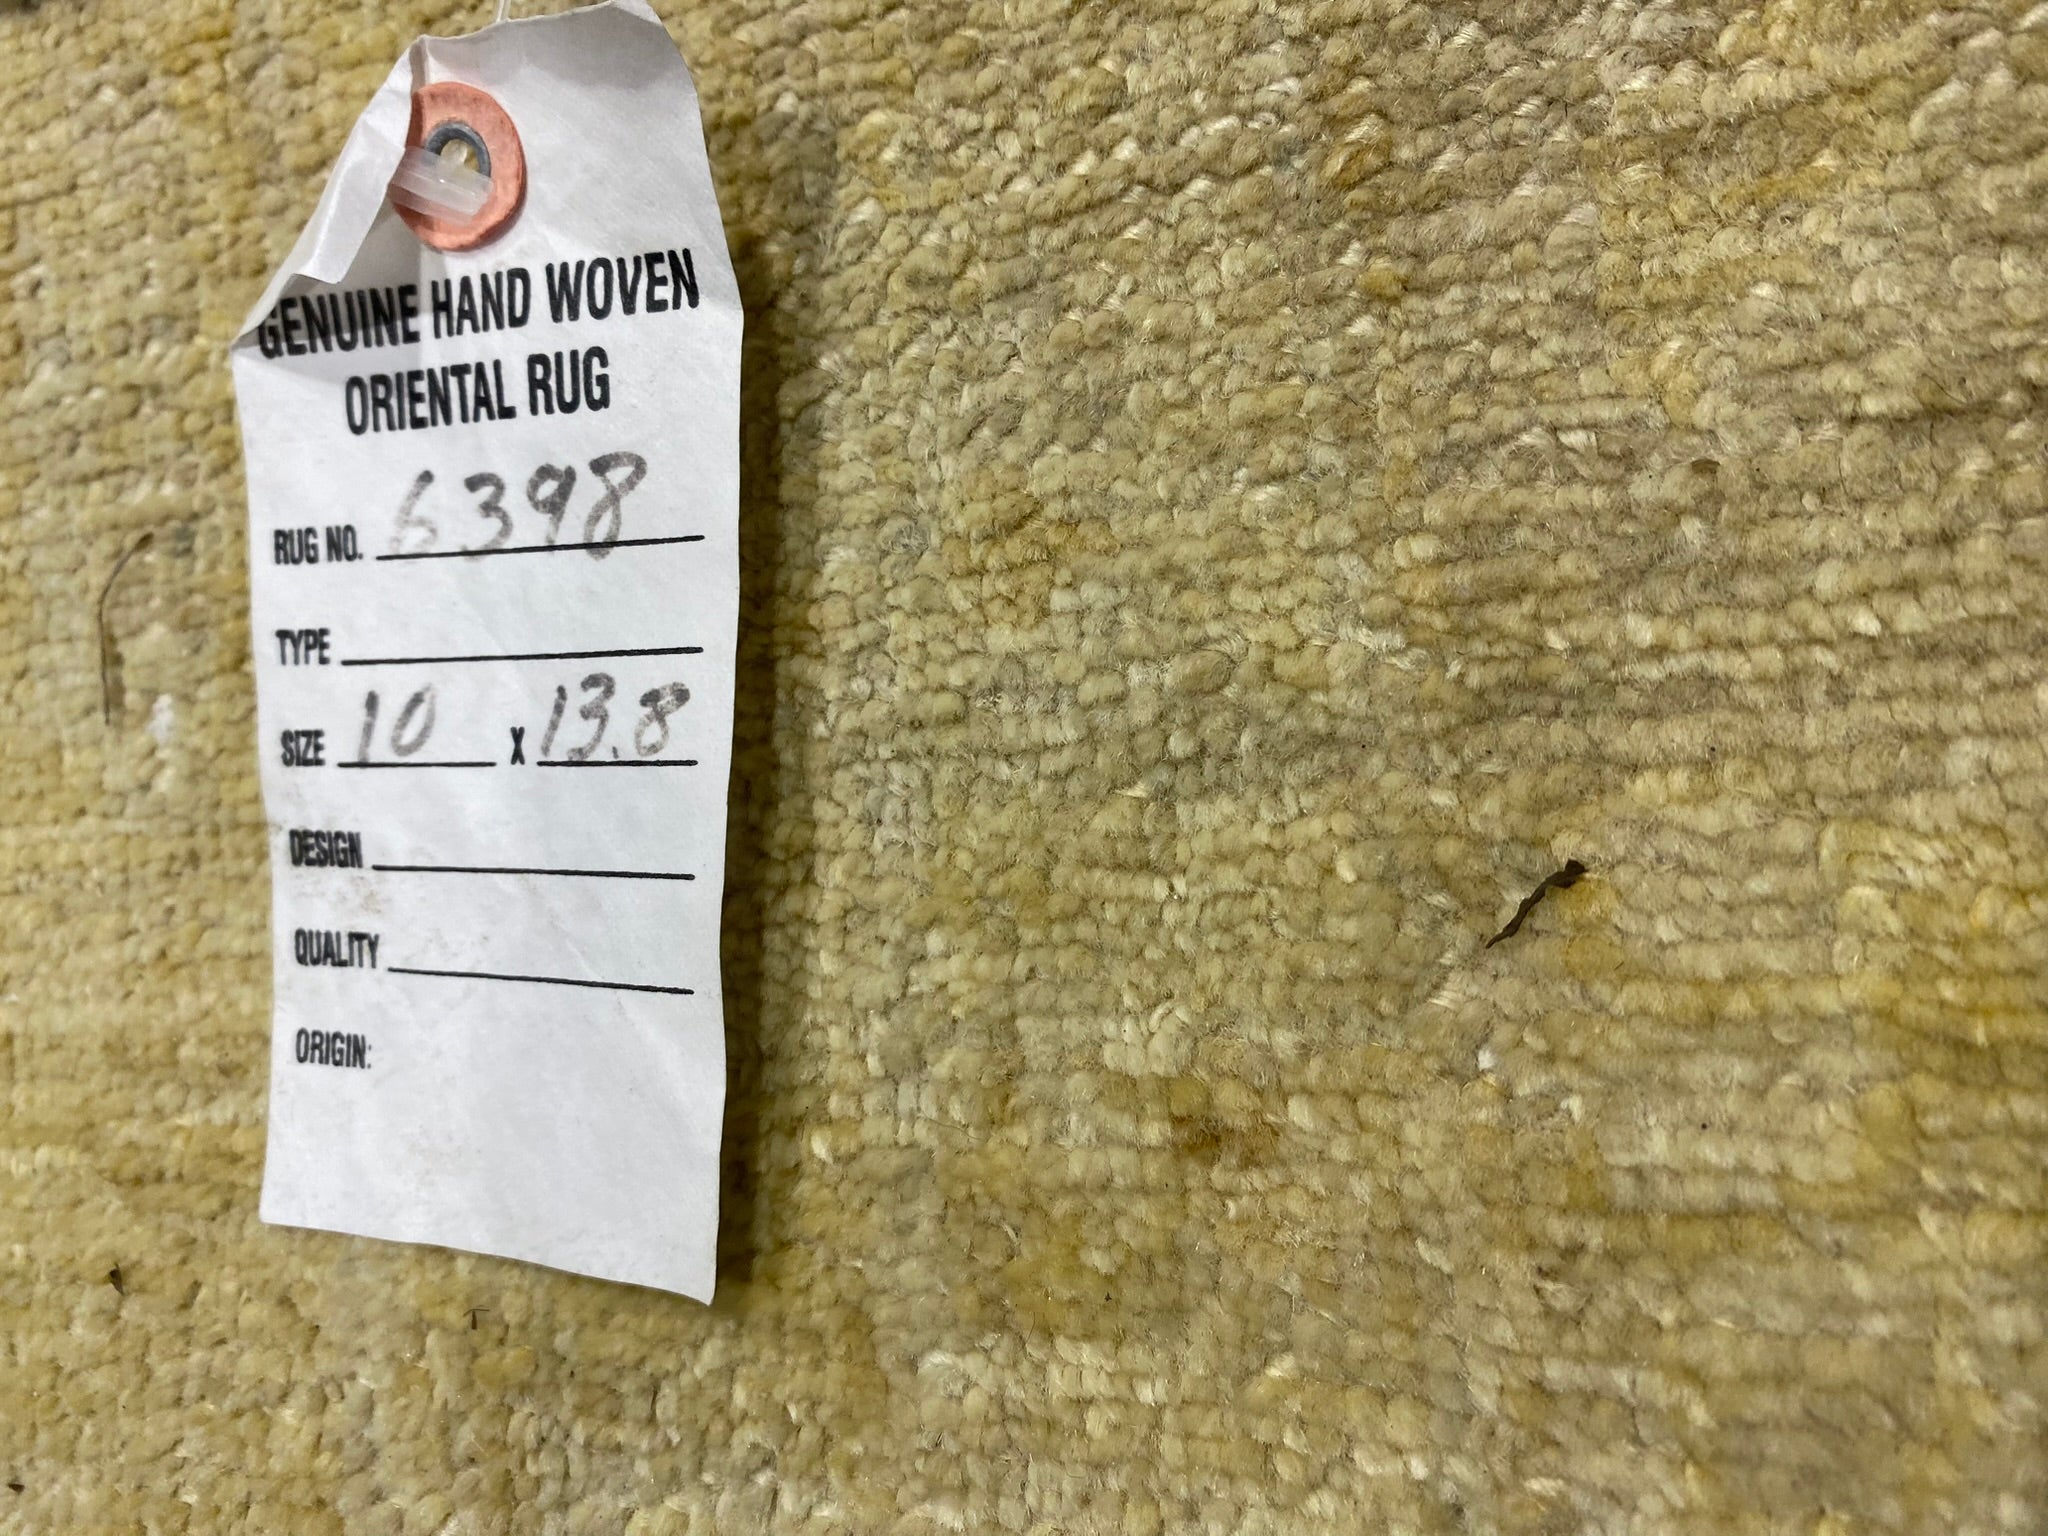 GENUINE HAND WOVEN
ORIENTAL RUG
RUG NO. 6398
TYPE
SIZE 10 X 13.8
DESIGN
QUALITY
ORIGIN: